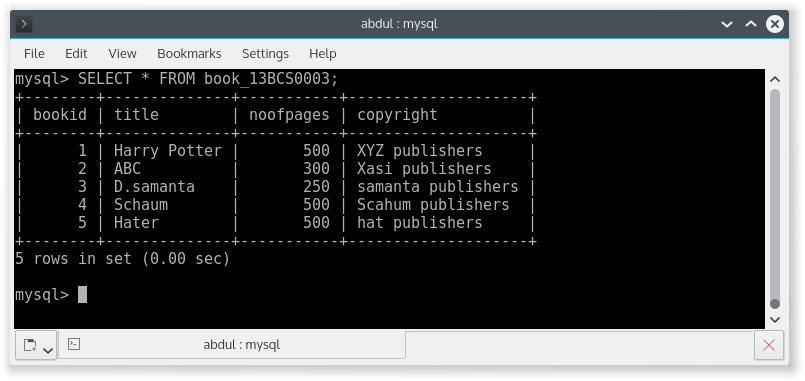 abdul : mysql
File Edit View Bookmarks Settings Help
mysql> SELECT * FROM book_13BCS0003;
+--------+--------------+-----------+--------------------+
| bookid | title        | noofpages | copyright          |
+--------+--------------+-----------+--------------------+
|      1 | Harry Potter |       500 | XYZ publishers     |
|      2 | ABC          |       300 | Xasi publishers    |
|      3 | D.samanta    |       250 | samanta publishers |
|      4 | Schaum       |       500 | Scahum publishers  |
|      5 | Hater        |       500 | hat publishers     |
+--------+--------------+-----------+--------------------+
5 rows in set (0.00 sec)
mysql>
abdul : mysql